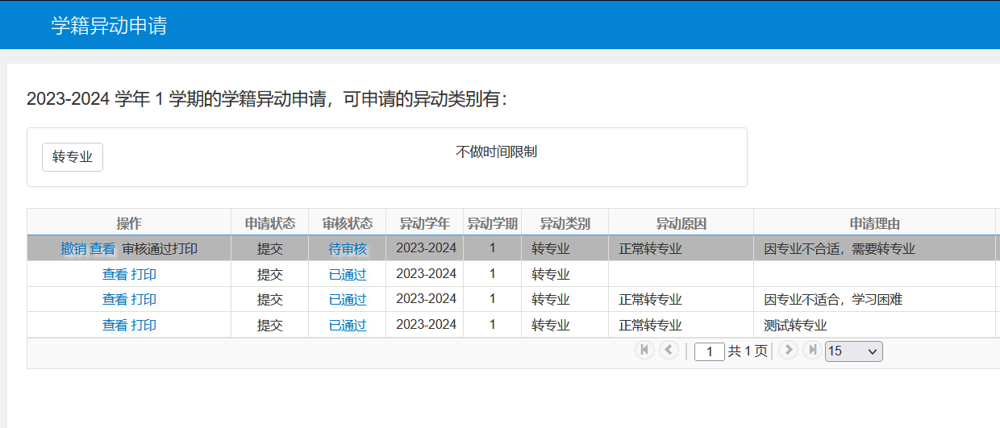 学籍异动申请
2023-2024 学年 1 学期的学籍异动申请，可申请的异动类别有：
转专业 不做时间限制
操作 申请状态 审核状态 异动学年 异动学期 异动类别 异动原因 申请理由
撤销 查看 审核通过打印 提交 待审核 2023-2024 1 转专业 正常转专业 因专业不合适，需要转专业
查看 打印 提交 已通过 2023-2024 1 转专业
查看 打印 提交 已通过 2023-2024 1 转专业 正常转专业 因专业不适合，学习困难
查看 打印 提交 已通过 2023-2024 1 转专业 正常转专业 测试转专业
1 共 1 页 15